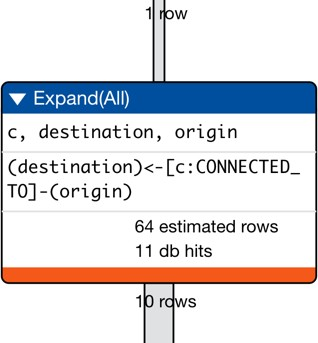 1 row
Expand(All)
c, destination, origin
(destination)<-[c:CONNECTED_
TO]-(origin)
64 estimated rows
11 db hits
10 rows